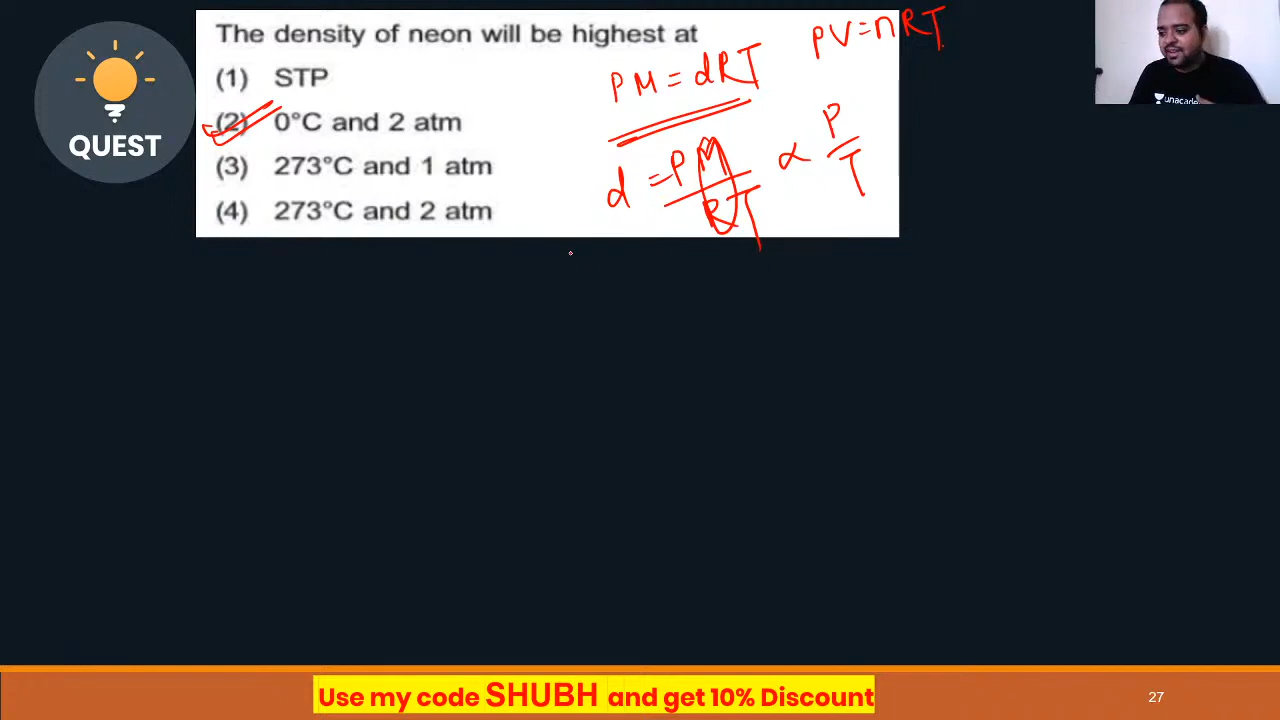 The density of neon will be highest at
(1) STP
(2) 0°C and 2 atm
(3) 273°C and 1 atm
(4) 273°C and 2 atm
PV=nRT
PM=dRT
d=PM/RT ∝ P/T
QUEST
unacade
Use my code SHUBH and get 10% Discount
27